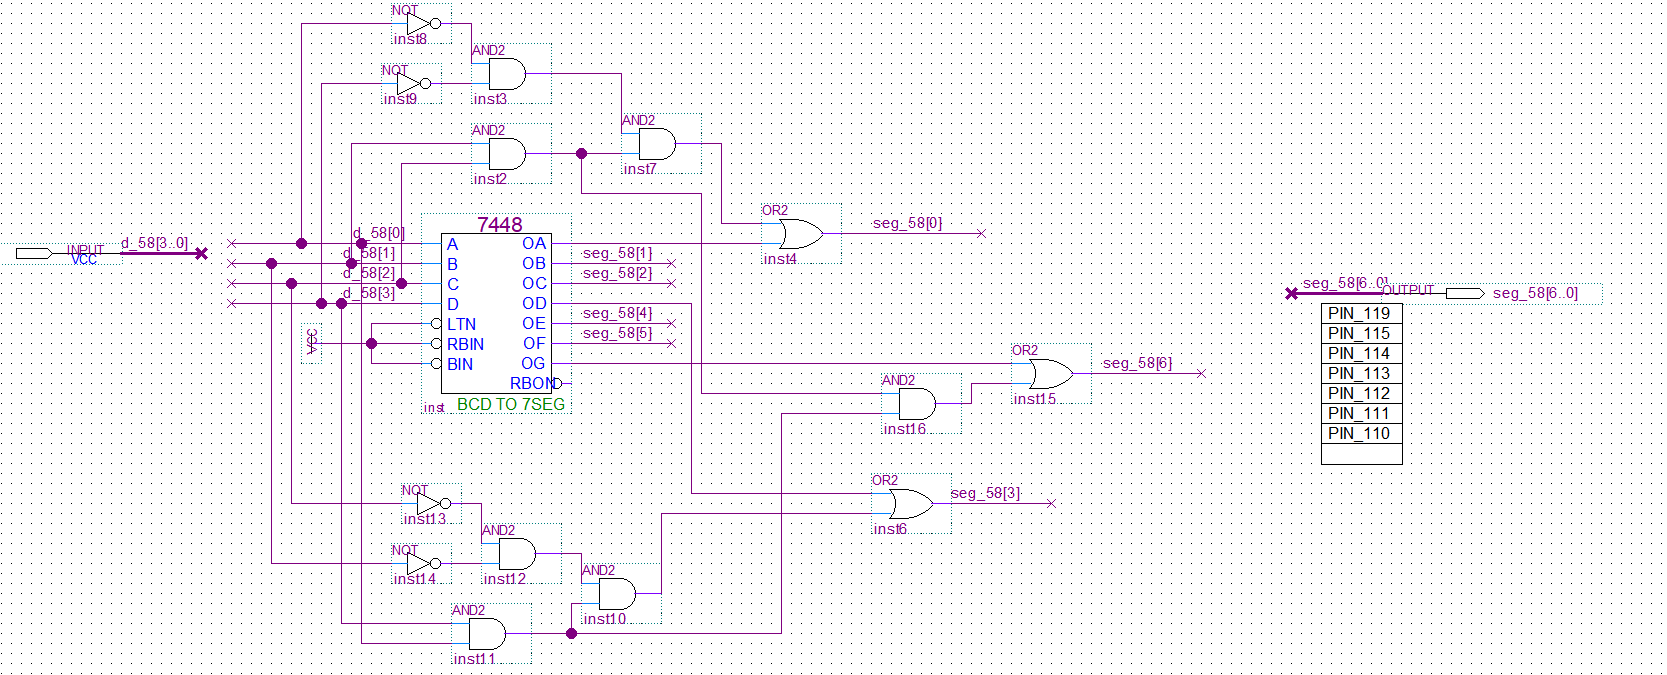 NOT
inst8
AND2
NOT
inst9
inst3
AND2
AND2
inst2
inst7
OR2
7448
seg_58[0]
d_58[0]
A
OA
INPUT
VCC
d_58[3..0]
d_58[1]
B
OB
seg_58[1]
inst4
d_58[2]
C
OC
seg_58[2]
d_58[3]
D
OD
seg_58[6..0]
OUTPUT
seg_58[6..0]
LTN
OE
seg_58[4]
PIN_119
VCC
RBIN
OF
seg_58[5]
PIN_115
BIN
OG
OR2
seg_58[6]
PIN_114
RBON
AND2
PIN_113
inst
BCD TO 7SEG
inst15
PIN_112
inst16
PIN_111
PIN_110
OR2
NOT
seg_58[3]
inst13
AND2
inst6
NOT
inst14
inst12
AND2
AND2
inst10
inst11